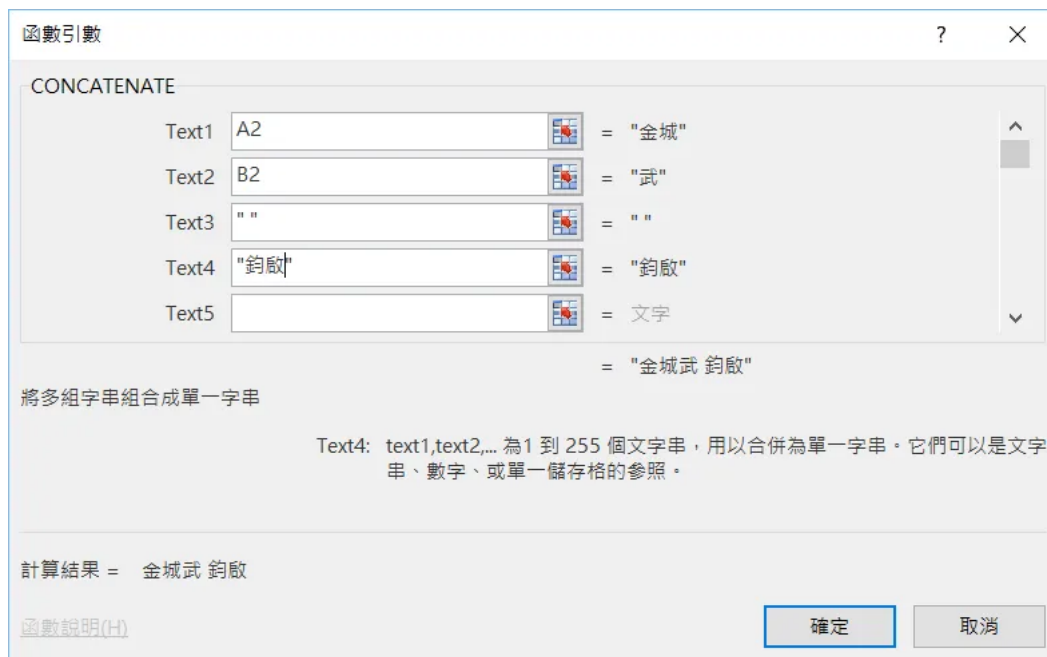 函數引數 ?
CONCATENATE
Text1 A2 = "金城"
Text2 B2 = "武"
Text3 " " = " "
Text4 "鈞啟" = "鈞啟"
Text5 = 文字
= "金城武 鈞啟"
將多組字串組合成單一字串
Text4: text1,text2,... 為1 到 255 個文字串，用以合併為單一字串。它們可以是文字
串、數字、或單一儲存格的參照。
計算結果 = 金城武 鈞啟
函數說明(H)
確定 取消